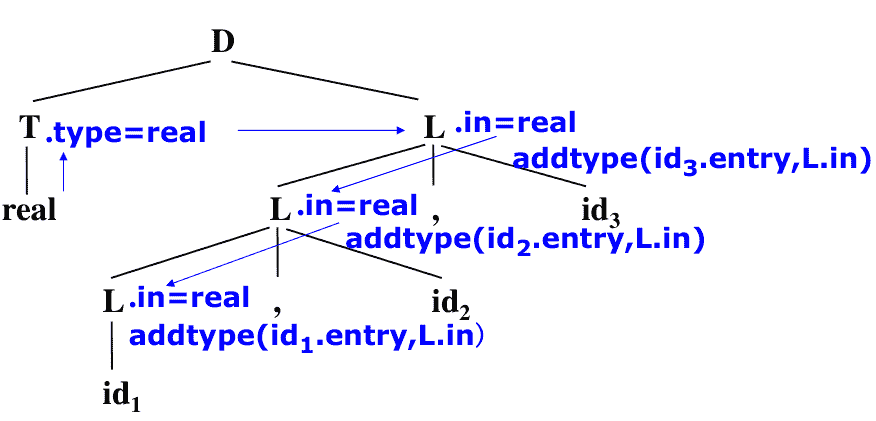 D
T.type=real L.in=real
addtype(id₃.entry,L.in)
real L.in=real , id₃
addtype(id₂.entry,L.in)
L.in=real , id₂
addtype(id₁.entry,L.in）
id₁